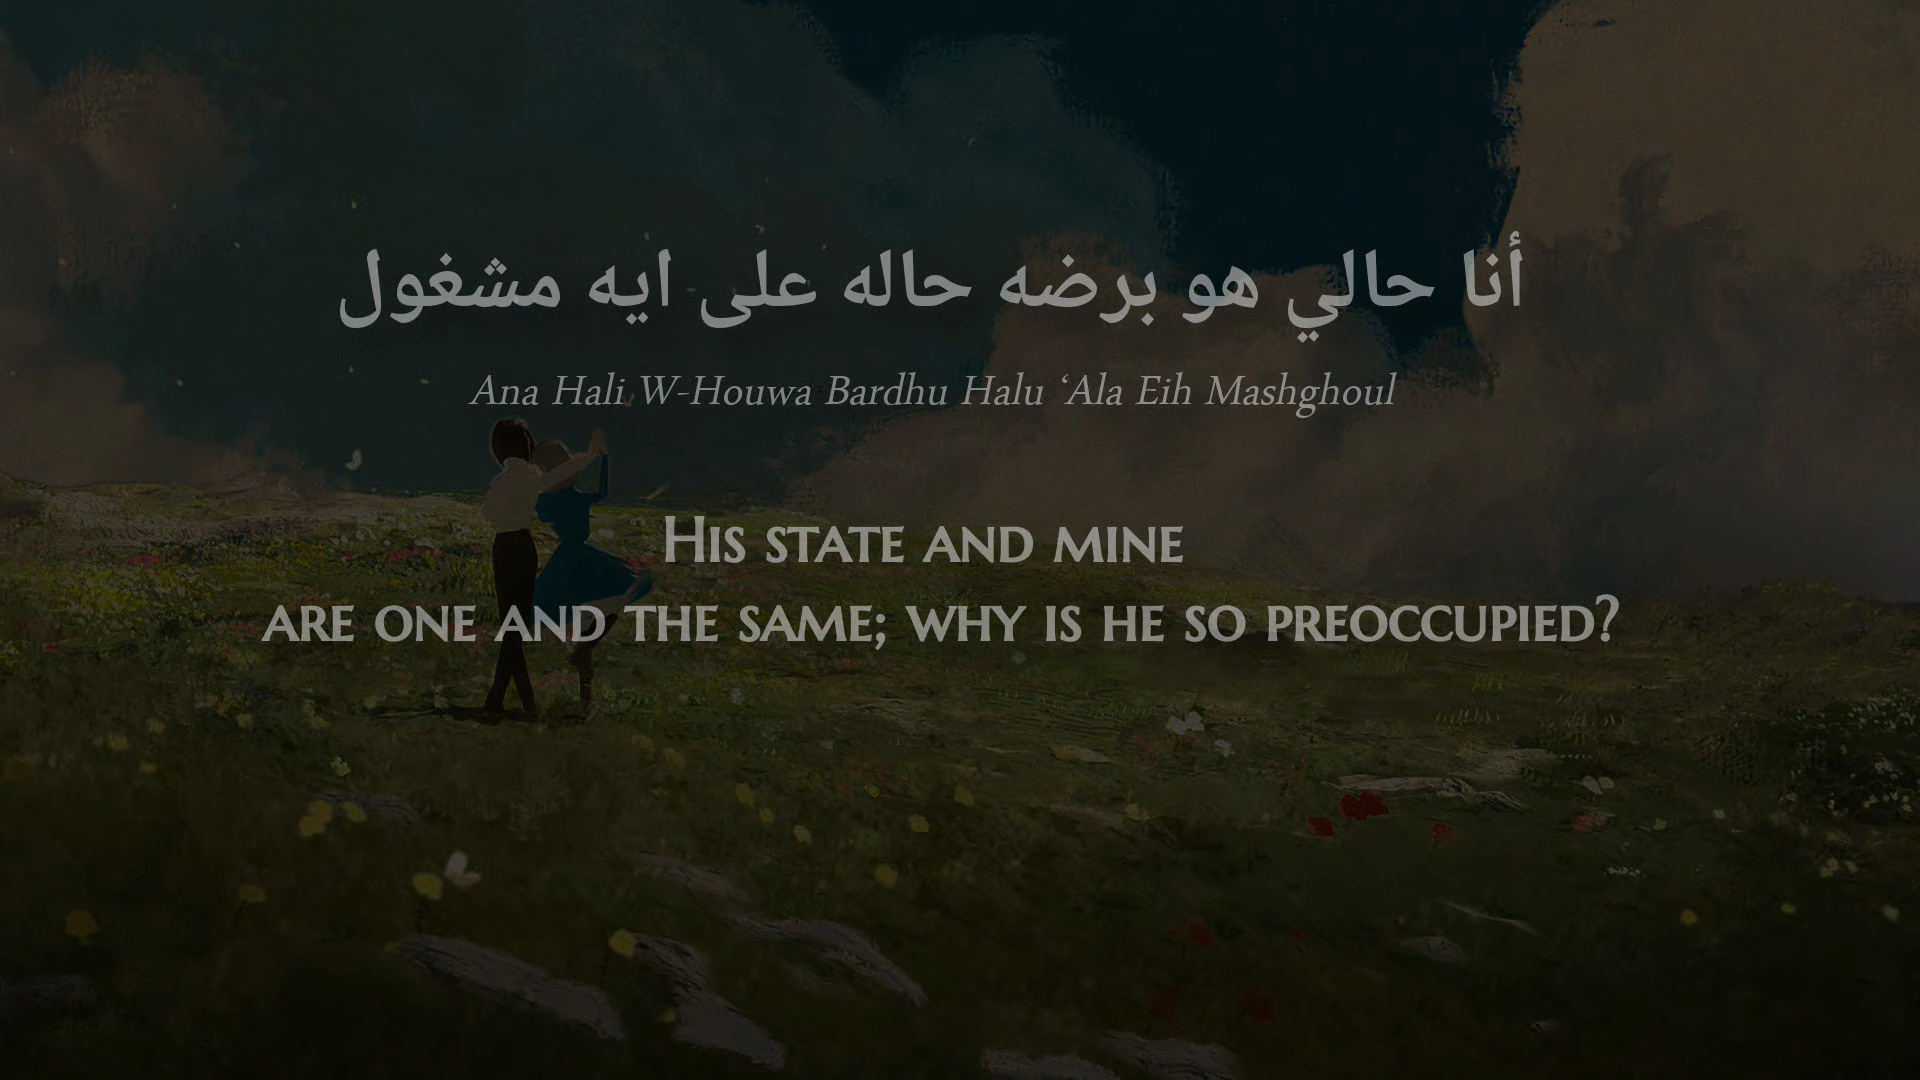 أنا حالي هو برضه حاله على ايه مشغول
Ana Hali W-Houwa Bardhu Halu ‘Ala Eih Mashghoul
His state and mine
are one and the same; why is he so preoccupied?